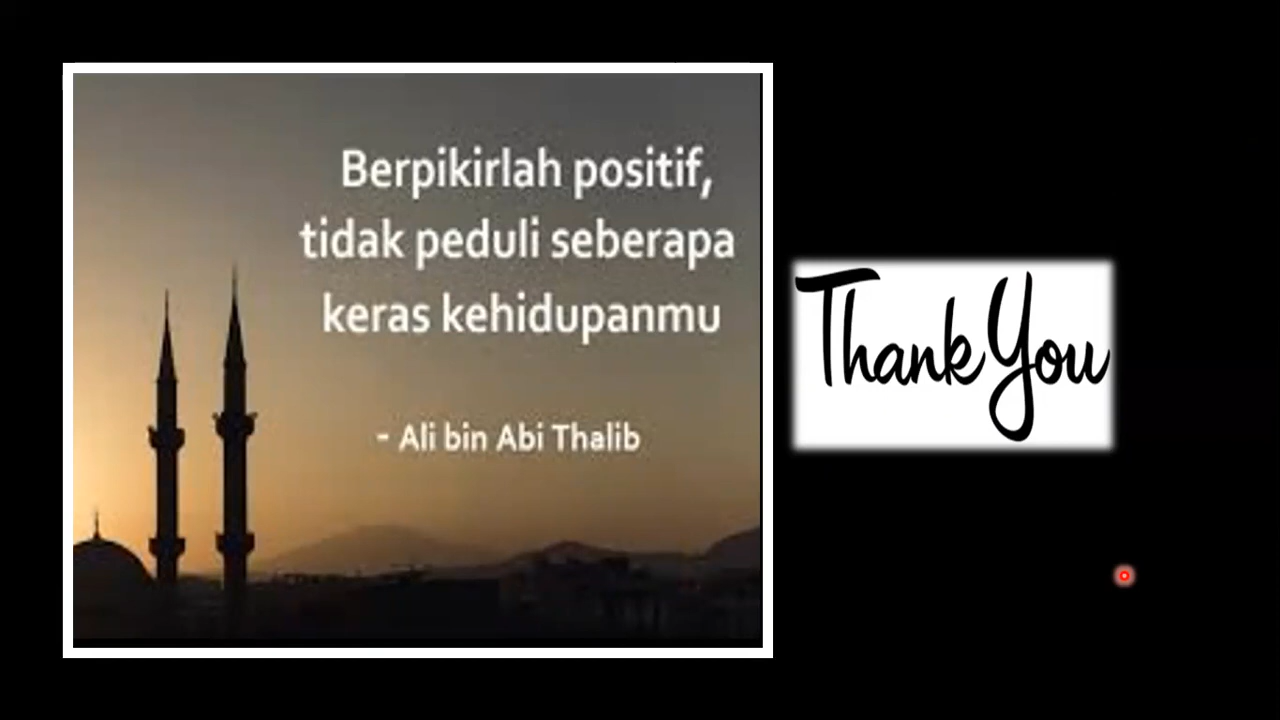 Berpikirlah positif,
tidak peduli seberapa
keras kehidupanmu
- Ali bin Abi Thalib
Thank You